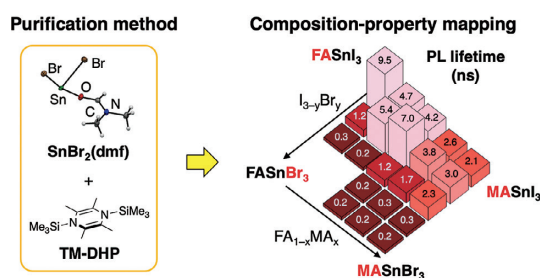 Purification method
Br
Br
O
Sn
N
C
SnBr2(dmf)
+
SiMe3
N
N
Me3Si
TM-DHP
Composition-property mapping
FASnI3
PL lifetime
(ns)
9.5
4.7
I3–yBry
5.4
7.0
4.2
1.2
2.6
0.3
3.8
2.1
0.3
0.2
1.2
3.0
FASnBr3
0.2
1.7
MASnI3
0.2
2.3
0.2
0.2
0.3
0.2
FA1–xMAx
0.2
MASnBr3